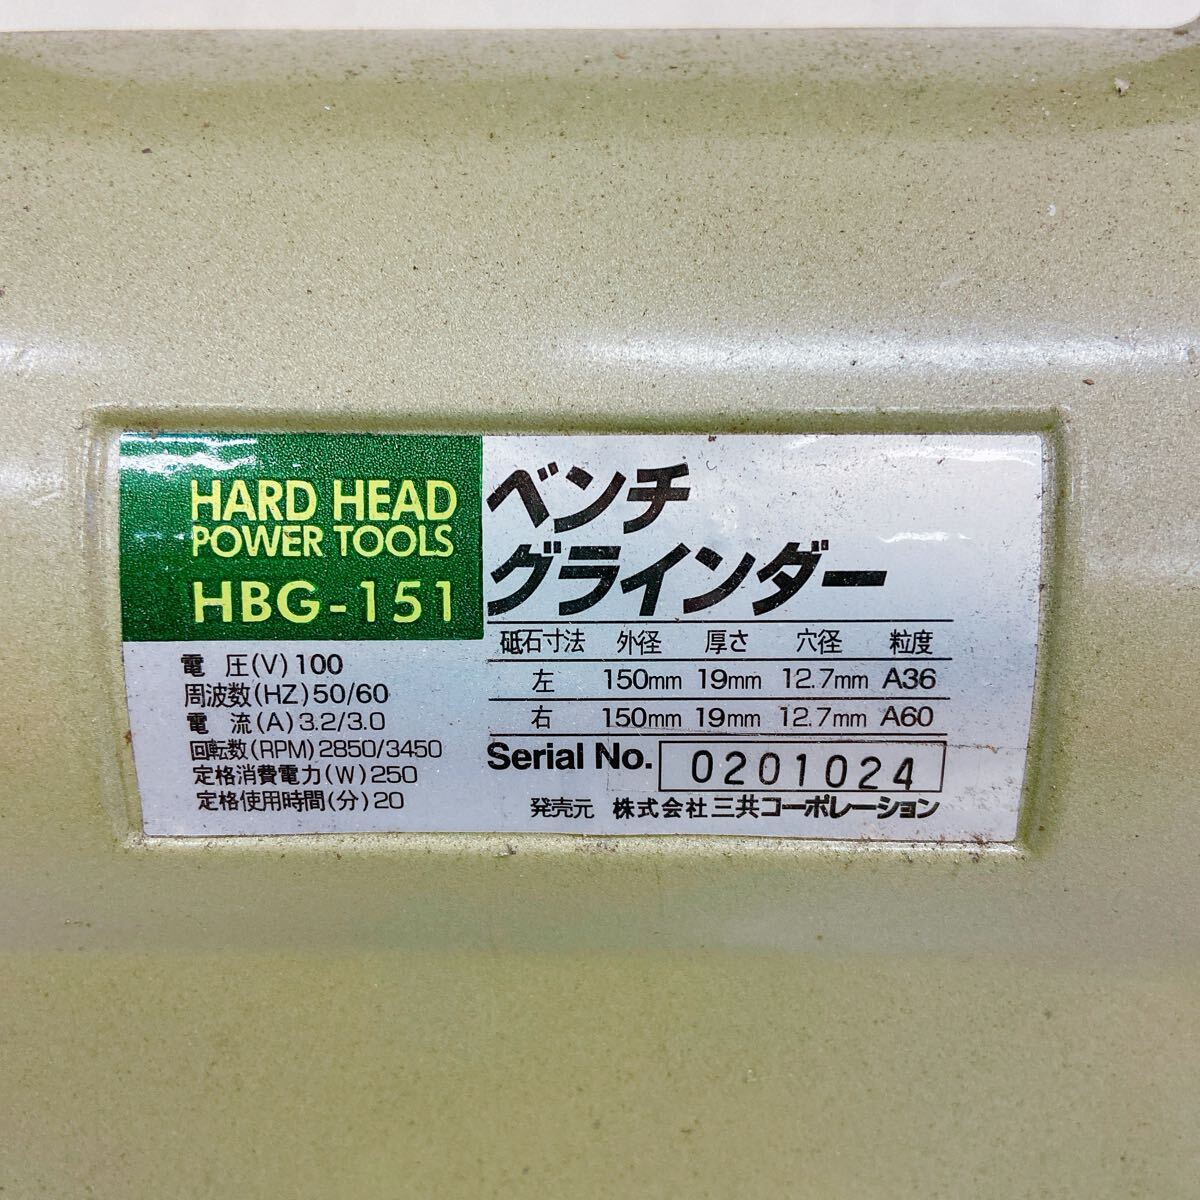 HARD HEAD
POWER TOOLS
HBG-151
電 圧(V)100
周波数(HZ)50/60
電 流(A)3.2/3.0
回転数(RPM)2850/3450
定格消費電力(W)250
定格使用時間(分)20
ベンチ
グラインダー
砥石寸法 外径 厚さ 穴径 粒度
左 150mm 19mm 12.7mm A36
右 150mm 19mm 12.7mm A60
Serial No. 0201024
発売元 株式会社三共コーポレーション